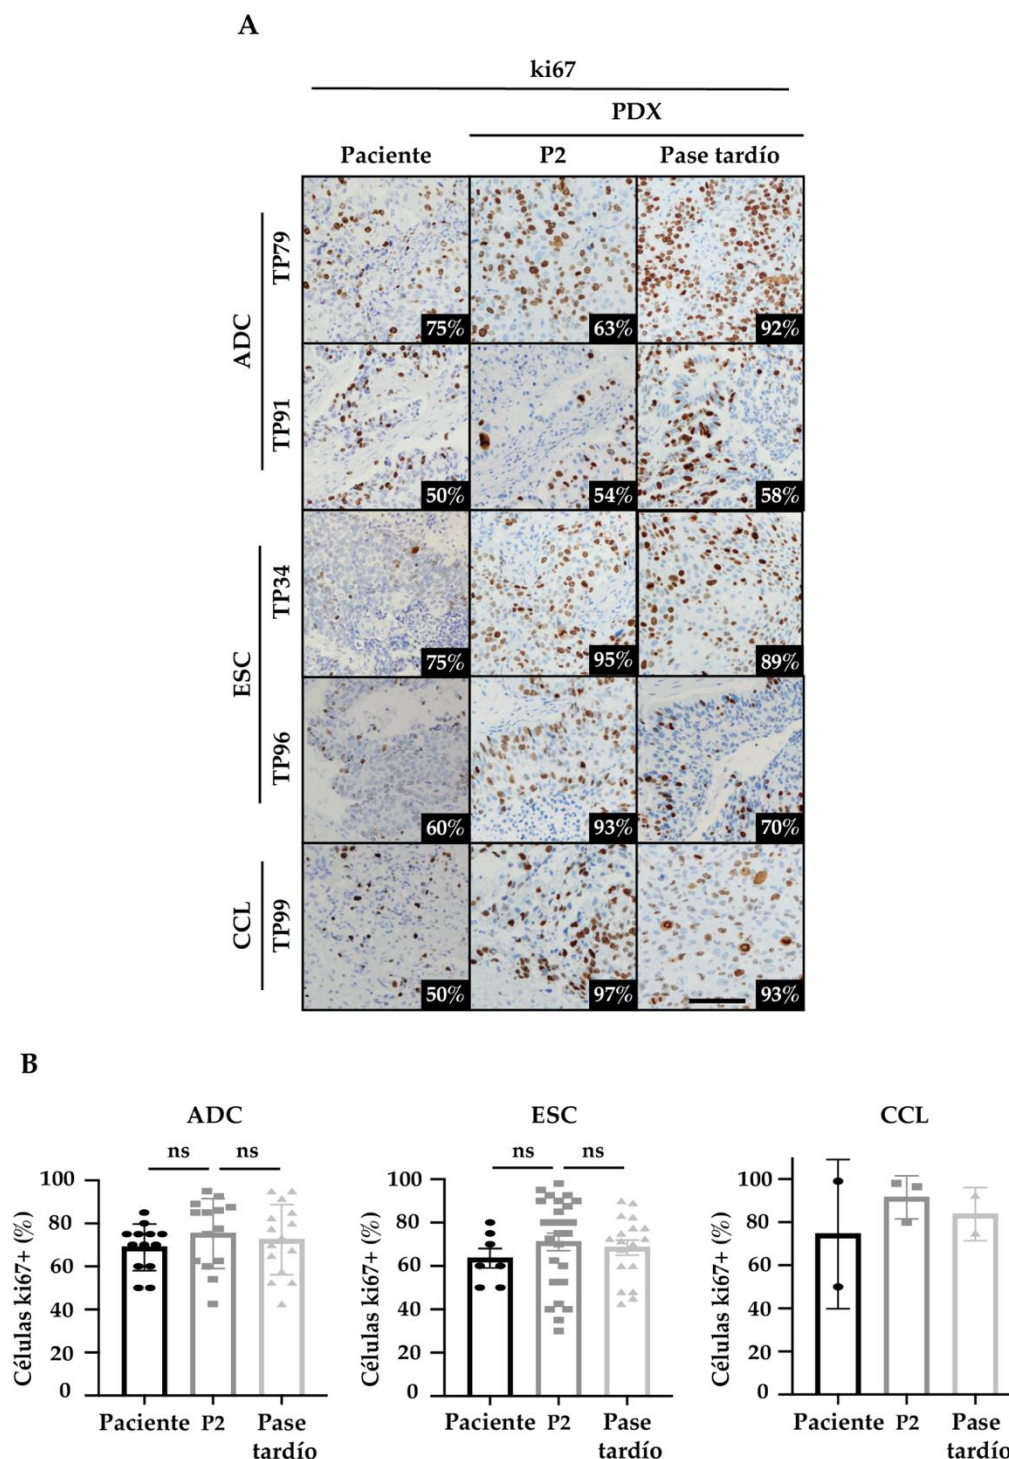 A
ki67
PDX
Paciente P2 Pase tardío
ADC
TP79
75% 63% 92%
TP91
50% 54% 58%
ESC
TP34
75% 95% 89%
TP96
60% 93% 70%
CCL
TP99
50% 97% 93%
B
ADC
ns ns
Células ki67+ (%)
100
80
60
40
20
0
Paciente P2 Pase
tardío
ESC
ns ns
Células ki67+ (%)
100
80
60
40
20
0
Paciente P2 Pase
tardío
CCL
Células ki67+ (%)
100
80
60
40
20
0
Paciente P2 Pase
tardío